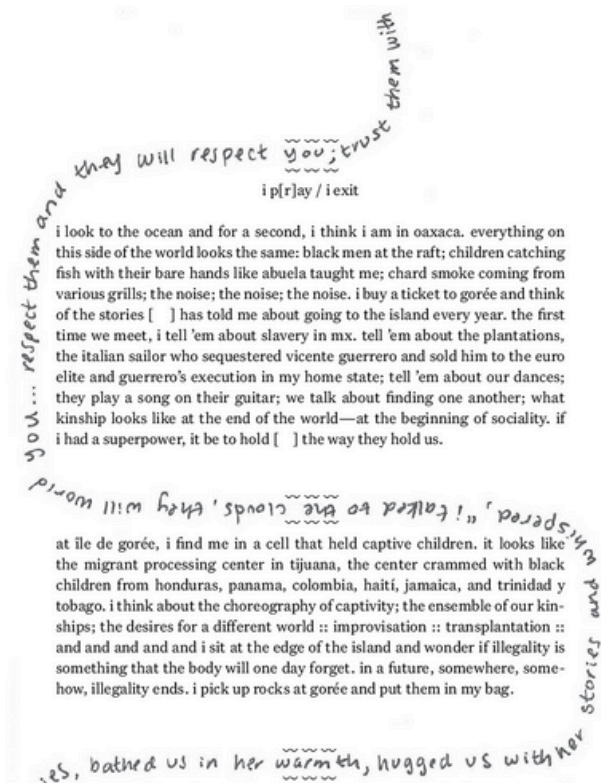 you... respect them and they will respect you; trust them with
i p[r]ay / i exit
i look to the ocean and for a second, i think i am in oaxaca. everything on
this side of the world looks the same: black men at the raft; children catching
fish with their bare hands like abuela taught me; chard smoke coming from
various grills; the noise; the noise; the noise. i buy a ticket to gorée and think
of the stories [   ] has told me about going to the island every year. the first
time we meet, i tell 'em about slavery in mx. tell 'em about the plantations,
the italian sailor who sequestered vicente guerrero and sold him to the euro
elite and guerrero's execution in my home state; tell 'em about our dances;
they play a song on their guitar; we talk about finding one another; what
kinship looks like at the end of the world—at the beginning of sociality. if
i had a superpower, it be to hold [   ] the way they hold us.
stories and whispered, "i talked to the clouds, they will world
at île de gorée, i find me in a cell that held captive children. it looks like
the migrant processing center in tijuana, the center crammed with black
children from honduras, panama, colombia, haití, jamaica, and trinidad y
tobago. i think about the choreography of captivity; the ensemble of our kin-
ships; the desires for a different world :: improvisation :: transplantation ::
and and and and and i sit at the edge of the island and wonder if illegality is
something that the body will one day forget. in a future, somewhere, some-
how, illegality ends. i pick up rocks at gorée and put them in my bag.
es, bathed us in her warmth, hugged us with her